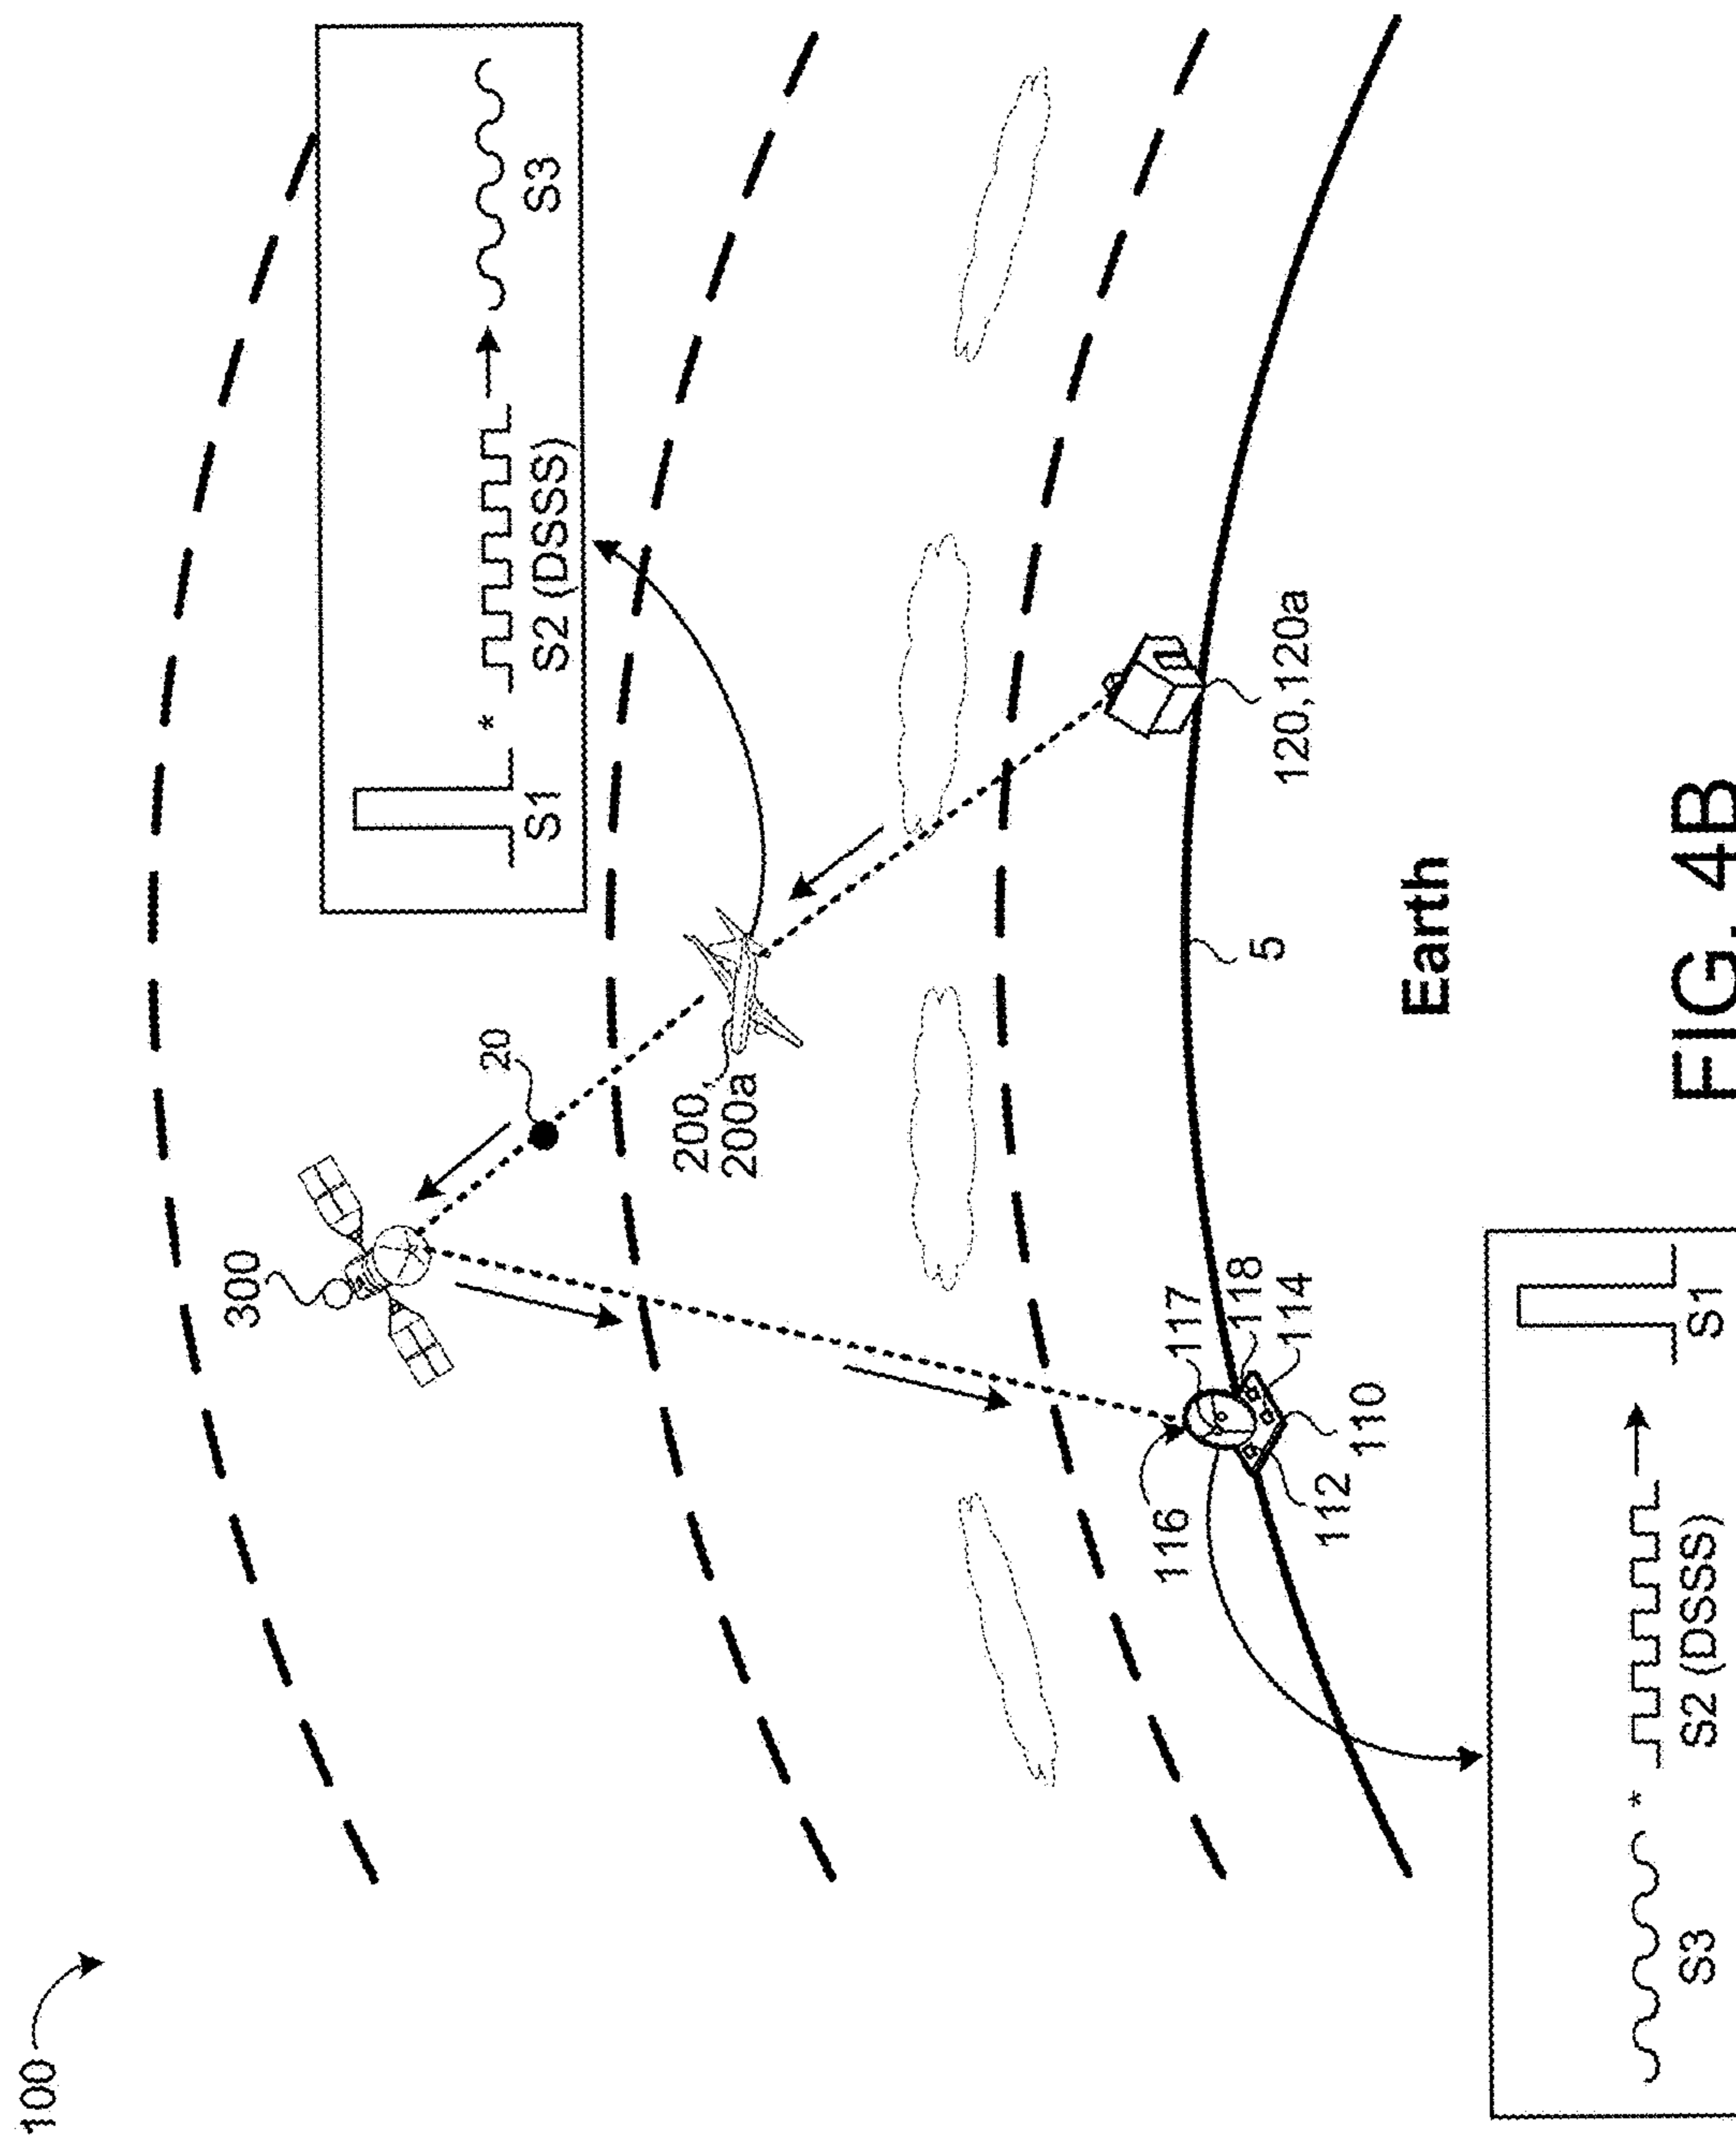 100
300
20
S1
*
S2 (DSSS)
S3
200,
200a
117
118
114
116
112
110
5
120,120a
Earth
S3
*
S2 (DSSS)
S1
FIG. 4B